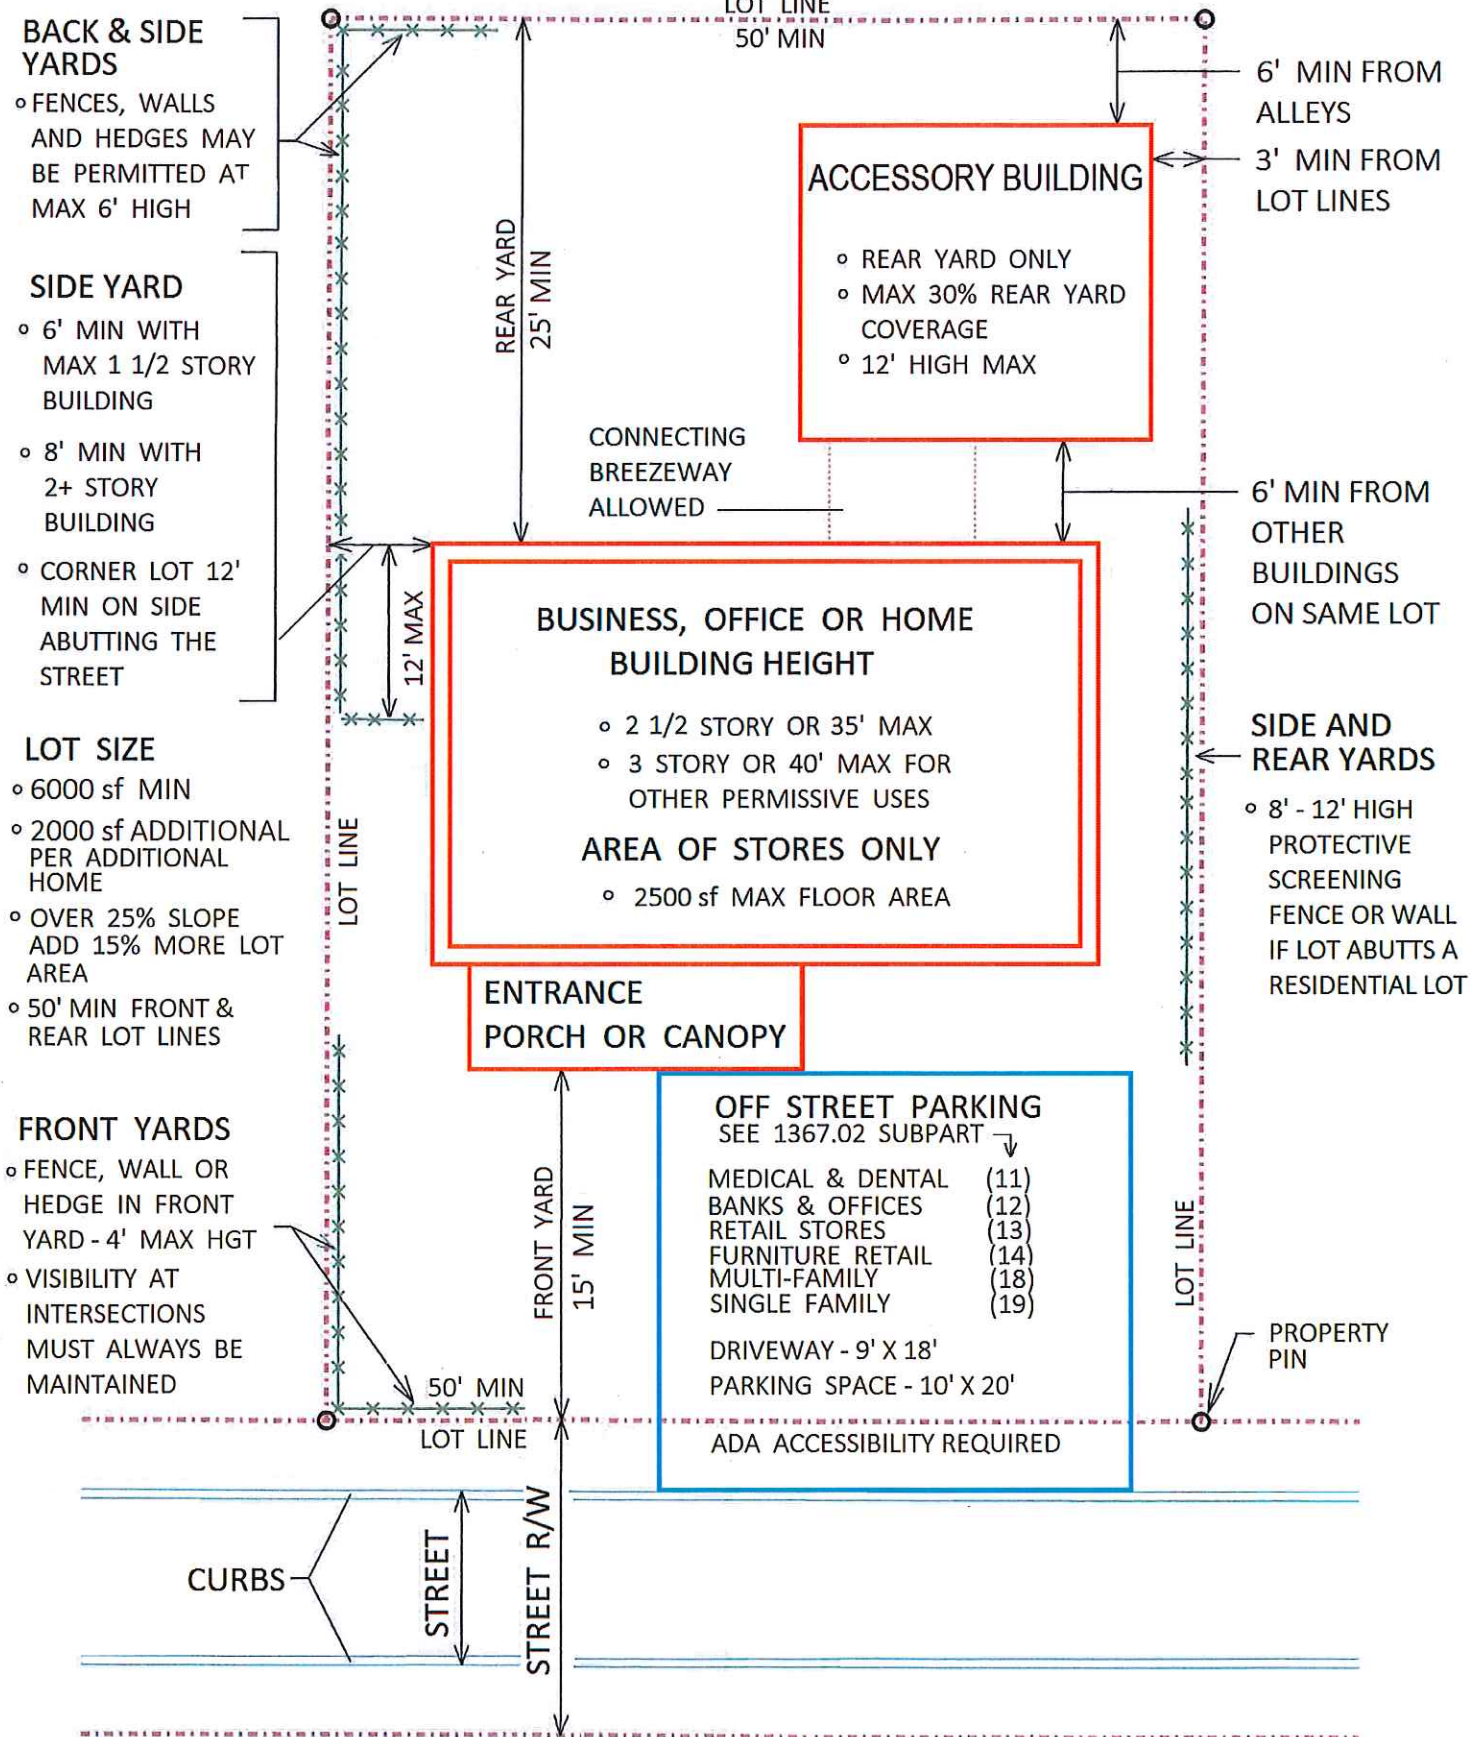 LOT LINE
50' MIN
BACK & SIDE
YARDS
FENCES, WALLS
AND HEDGES MAY
BE PERMITTED AT
MAX 6' HIGH
SIDE YARD
6' MIN WITH
MAX 1 1/2 STORY
BUILDING
8' MIN WITH
2+ STORY
BUILDING
CORNER LOT 12'
MIN ON SIDE
ABUTTING THE
STREET
LOT SIZE
6000 sf MIN
2000 sf ADDITIONAL
PER ADDITIONAL
HOME
OVER 25% SLOPE
ADD 15% MORE LOT
AREA
50' MIN FRONT &
REAR LOT LINES
FRONT YARDS
FENCE, WALL OR
HEDGE IN FRONT
YARD - 4' MAX HGT
VISIBILITY AT
INTERSECTIONS
MUST ALWAYS BE
MAINTAINED
REAR YARD
25' MIN
ACCESSORY BUILDING
REAR YARD ONLY
MAX 30% REAR YARD
COVERAGE
12' HIGH MAX
6' MIN FROM
ALLEYS
3' MIN FROM
LOT LINES
CONNECTING
BREEZEWAY
ALLOWED
6' MIN FROM
OTHER
BUILDINGS
ON SAME LOT
12' MAX
BUSINESS, OFFICE OR HOME
BUILDING HEIGHT
2 1/2 STORY OR 35' MAX
3 STORY OR 40' MAX FOR
OTHER PERMISSIVE USES
AREA OF STORES ONLY
2500 sf MAX FLOOR AREA
SIDE AND
REAR YARDS
8' - 12' HIGH
PROTECTIVE
SCREENING
FENCE OR WALL
IF LOT ABUTTS A
RESIDENTIAL LOT
LOT LINE
ENTRANCE
PORCH OR CANOPY
FRONT YARD
15' MIN
OFF STREET PARKING
SEE 1367.02 SUBPART
MEDICAL & DENTAL (11)
BANKS & OFFICES (12)
RETAIL STORES (13)
FURNITURE RETAIL (14)
MULTI-FAMILY (18)
SINGLE FAMILY (19)
DRIVEWAY - 9' X 18'
PARKING SPACE - 10' X 20'
ADA ACCESSIBILITY REQUIRED
LOT LINE
PROPERTY
PIN
50' MIN
LOT LINE
CURBS
STREET
STREET R/W